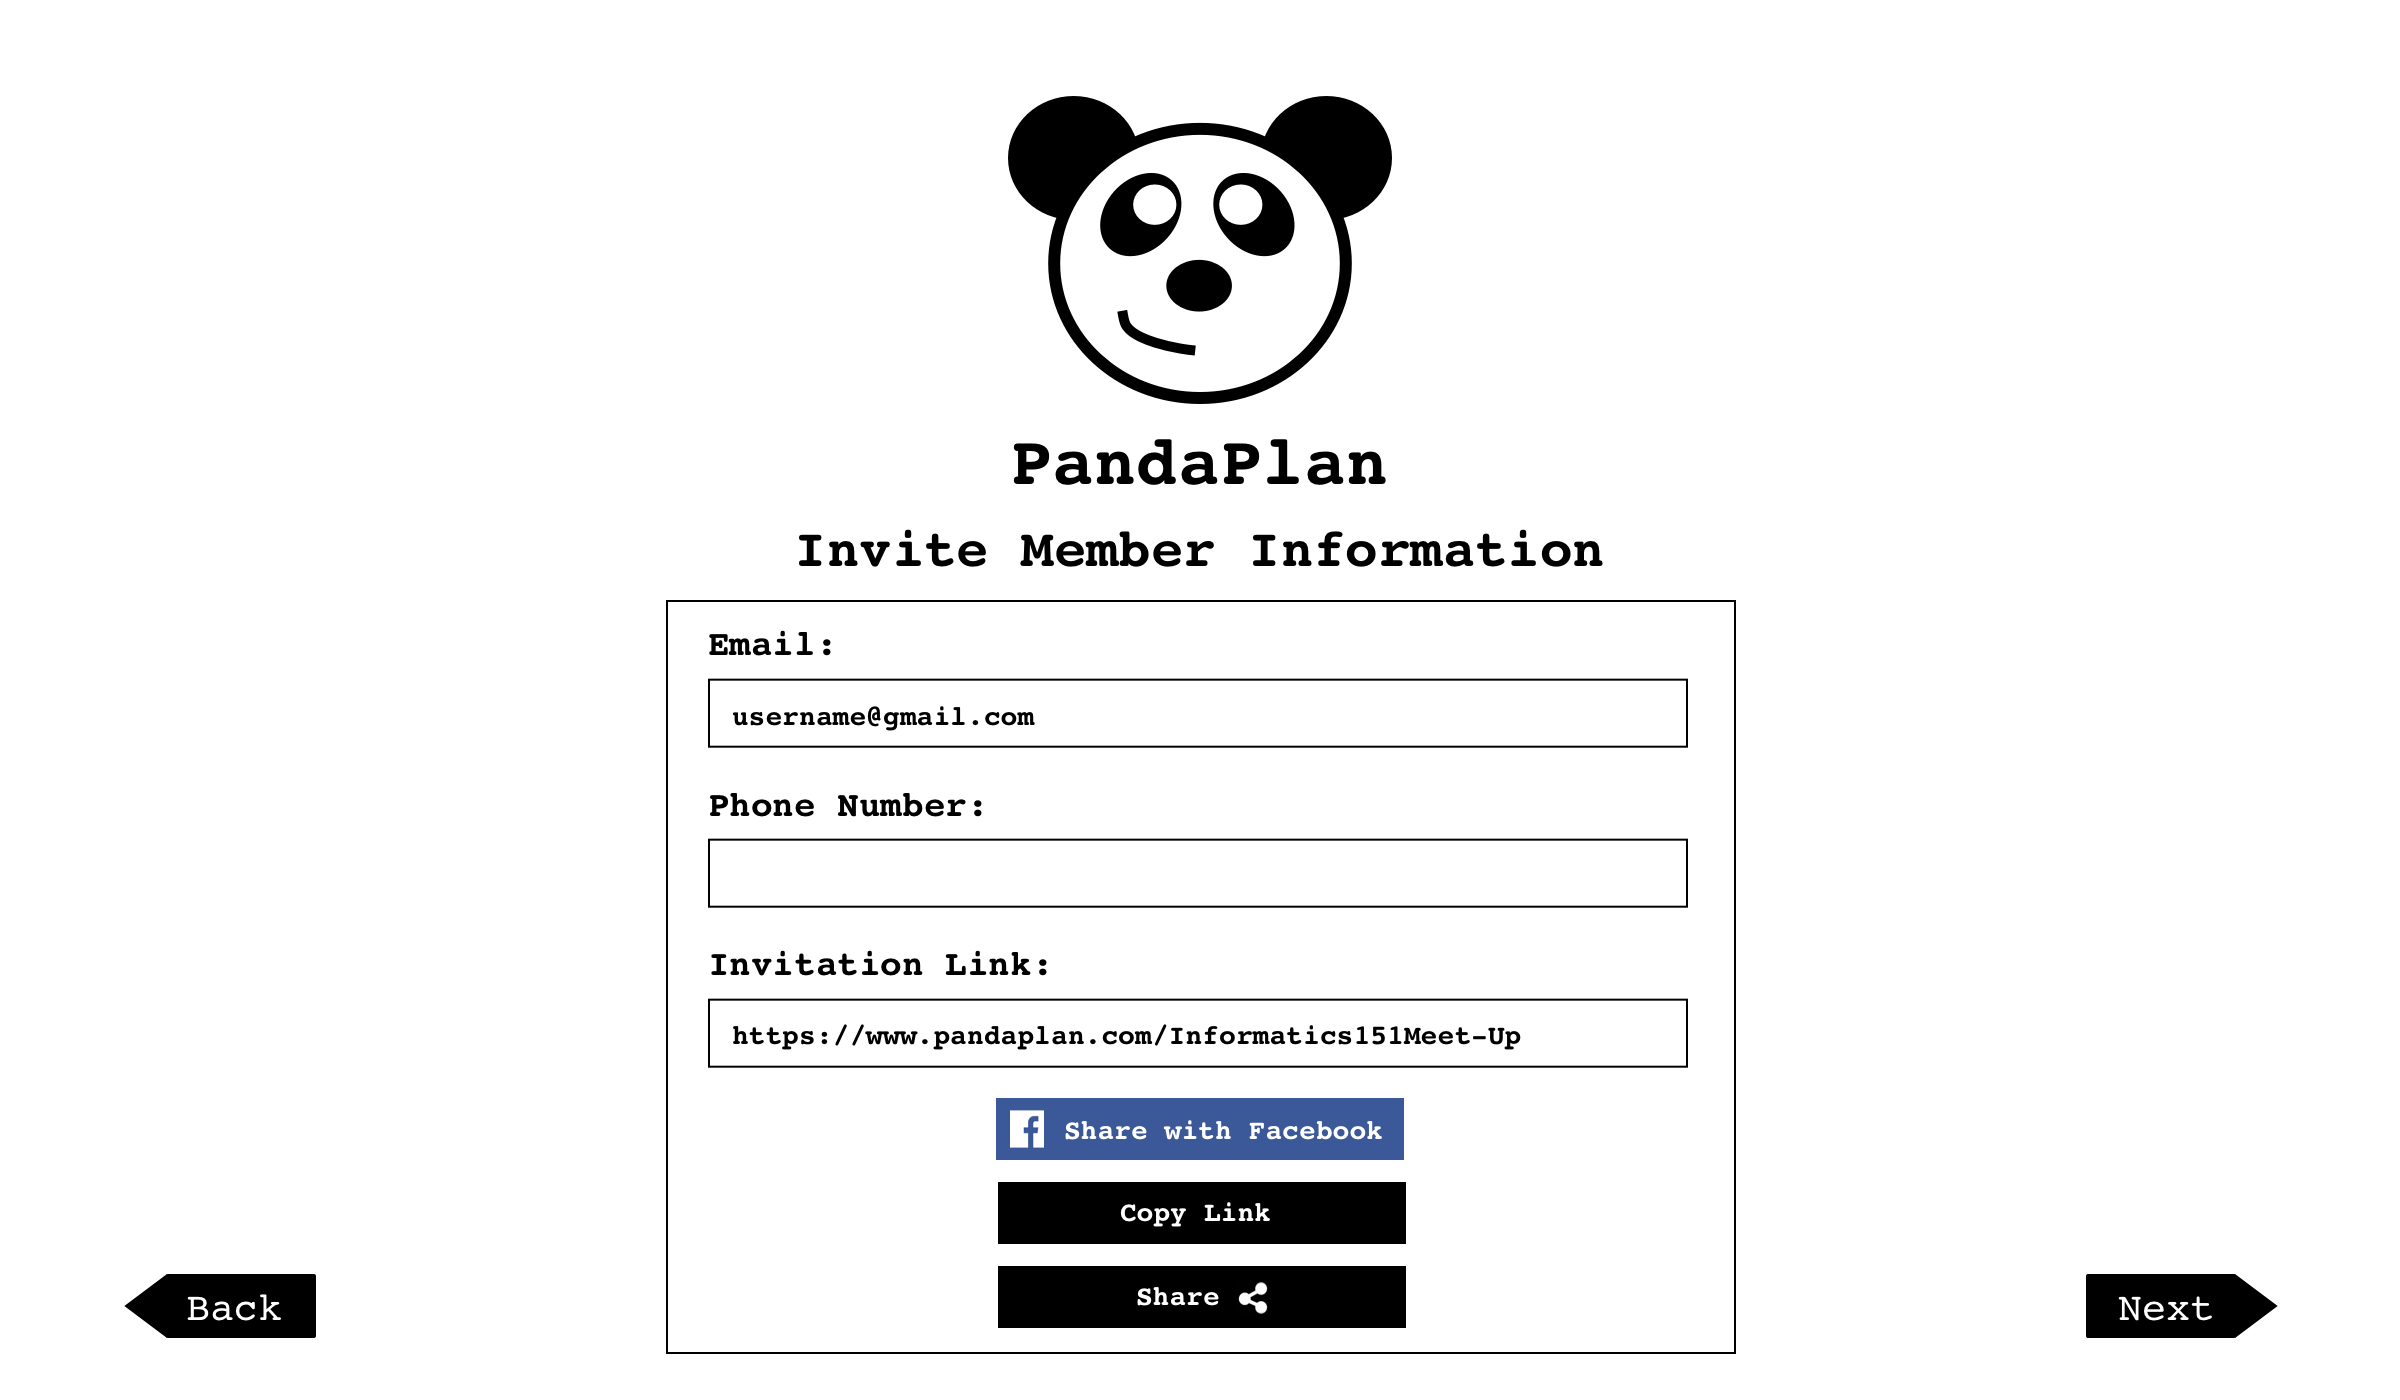 PandaPlan
Invite Member Information
Email:
username@gmail.com
Phone Number:
Invitation Link:
https://www.pandaplan.com/Informatics151Meet-Up
Share with Facebook
Copy Link
Share
Back
Next